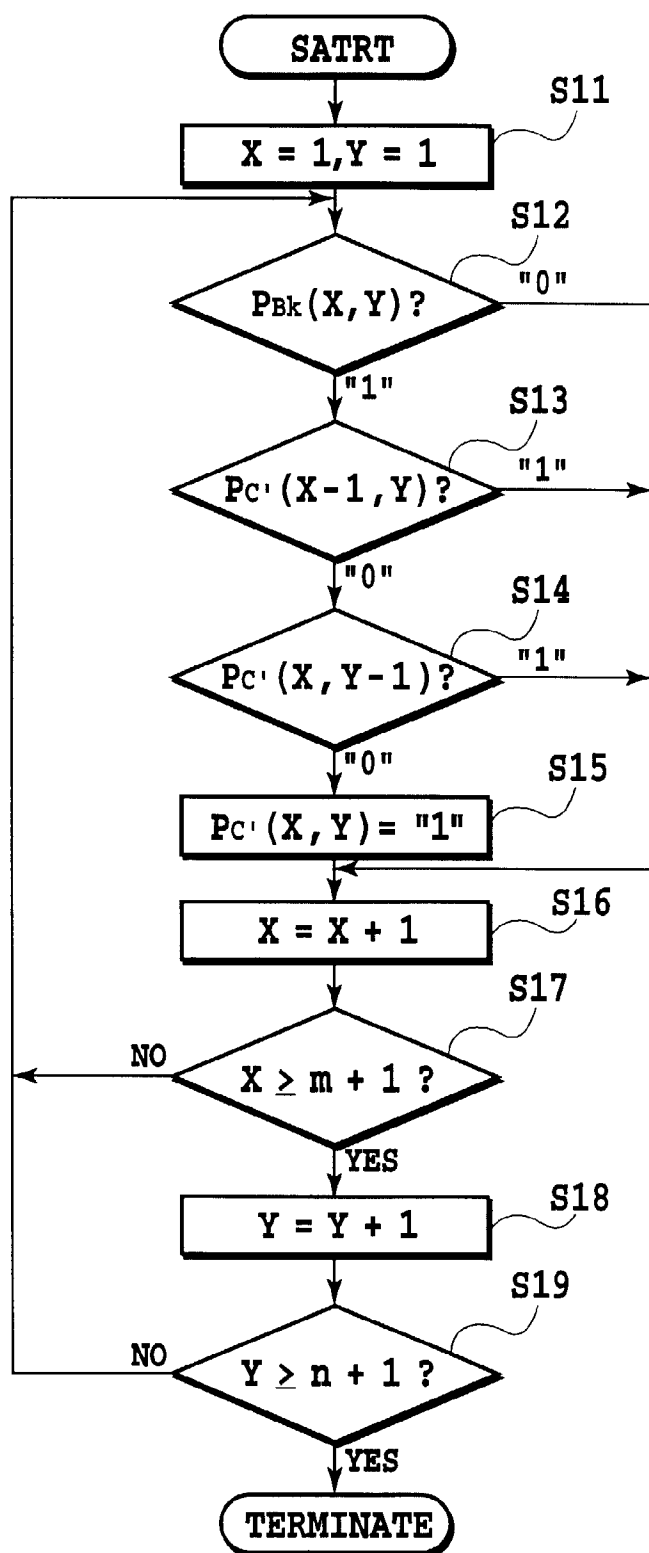 SATRT
S11
X = 1,Y = 1
S12
PBk(X,Y)?
"0"
"1"
S13
PC'(X-1,Y)?
"1"
"0"
S14
PC'(X,Y-1)?
"1"
"0"
S15
PC'(X,Y)= "1"
S16
X = X + 1
S17
NO
X ≥ m + 1 ?
YES
S18
Y = Y + 1
S19
NO
Y ≥ n + 1 ?
YES
TERMINATE